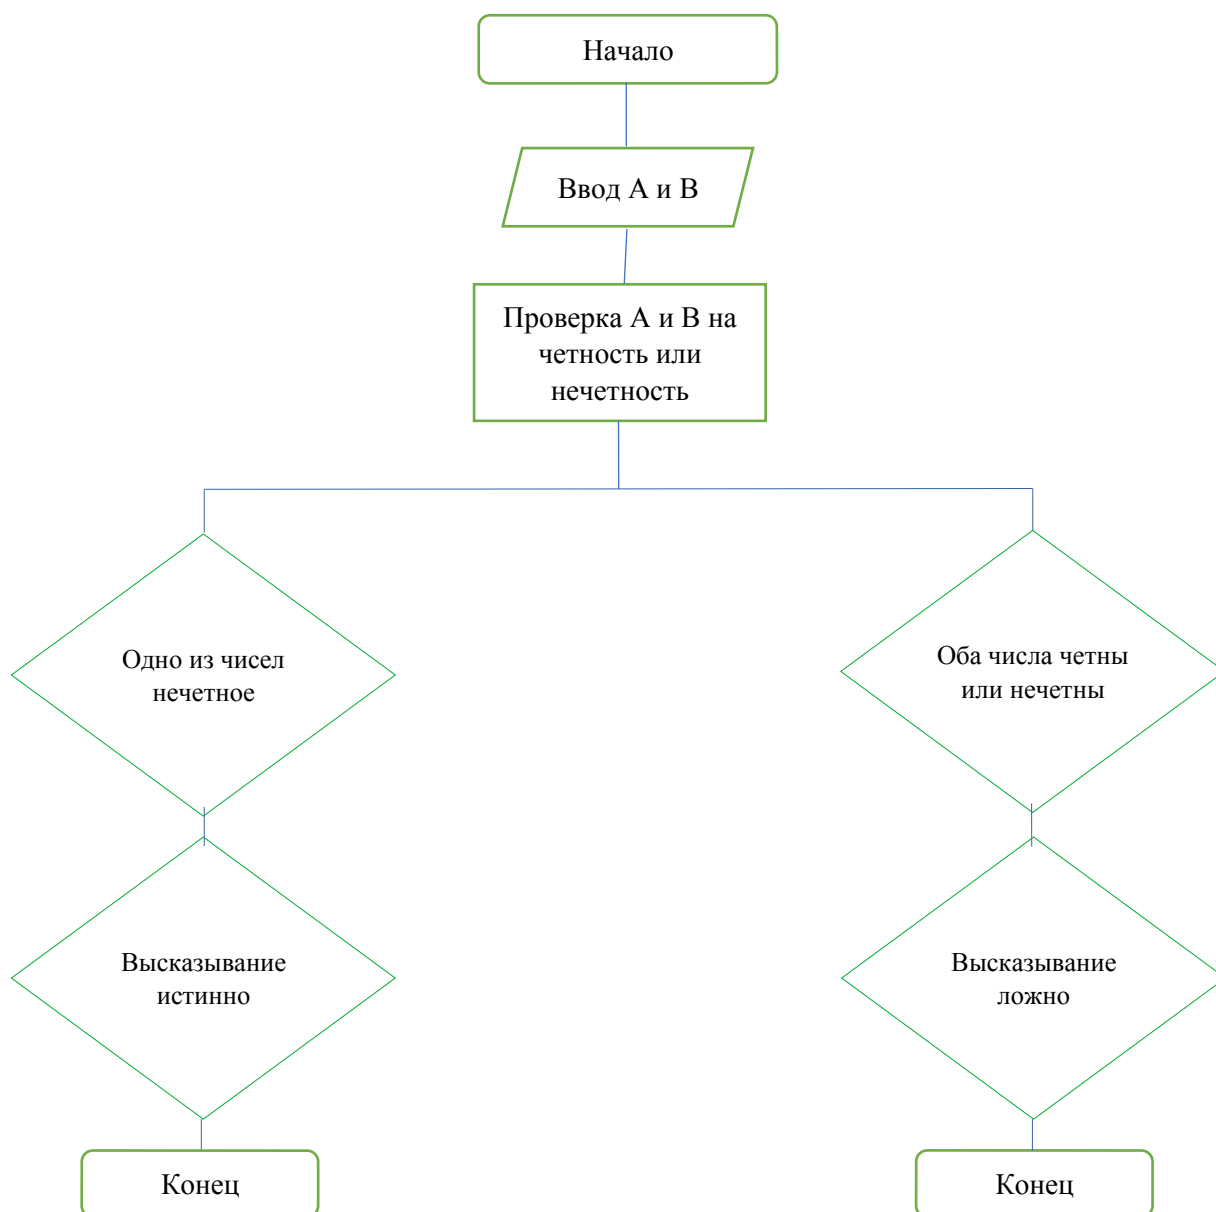 Начало
Ввод А и В
Проверка А и В на
четность или
нечетность
Одно из чисел
нечетное
Оба числа четны
или нечетны
Высказывание
истинно
Высказывание
ложно
Конец
Конец